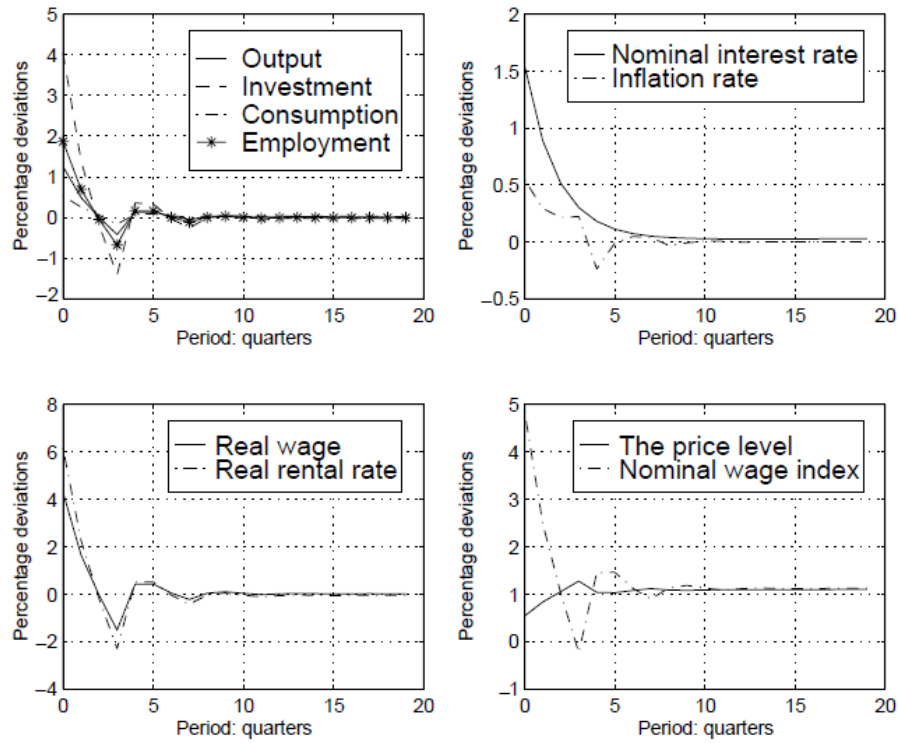 5
4
3
2
1
0
–1
–2
0
5
10
15
20
Percentage deviations
Period: quarters
Output
Investment
Consumption
Employment
2
1.5
1
0.5
0
–0.5
0
5
10
15
20
Percentage deviations
Period: quarters
Nominal interest rate
Inflation rate
8
6
4
2
0
–2
–4
0
5
10
15
20
Percentage deviations
Period: quarters
Real wage
Real rental rate
5
4
3
2
1
0
–1
0
5
10
15
20
Percentage deviations
Period: quarters
The price level
Nominal wage index